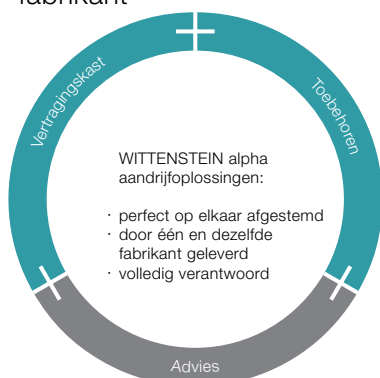 fabrikant
Vertragingskast
Toebehoren
WITTENSTEIN alpha
aandrijfoplossingen:
· perfect op elkaar afgestemd
· door één en dezelfde
fabrikant geleverd
· volledig verantwoord
Advies